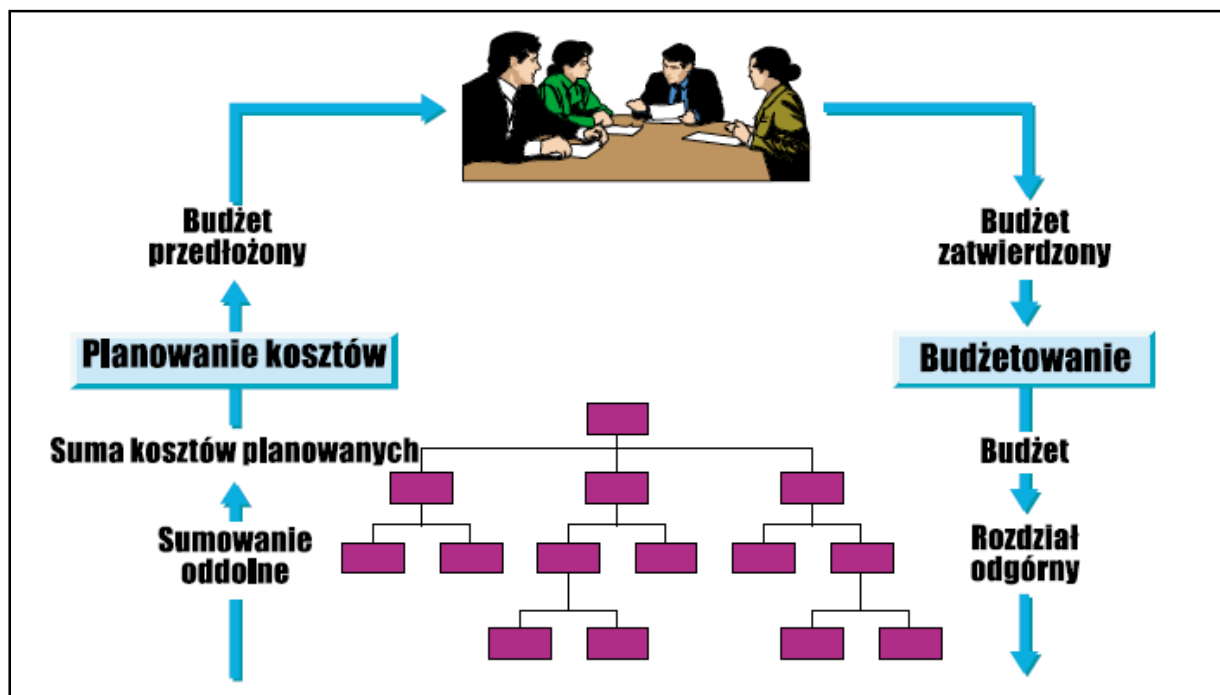 Budżet
przedłożony
Planowanie kosztów
Suma kosztów planowanych
Sumowanie
oddolne
Budżet
zatwierdzony
Budżetowanie
Budżet
Rozdział
odgórny